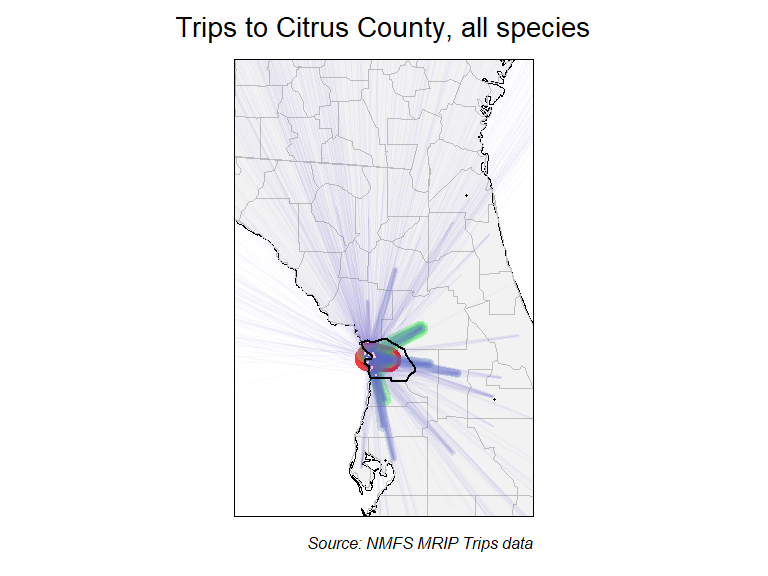 Trips to Citrus County, all species
Source: NMFS MRIP Trips data